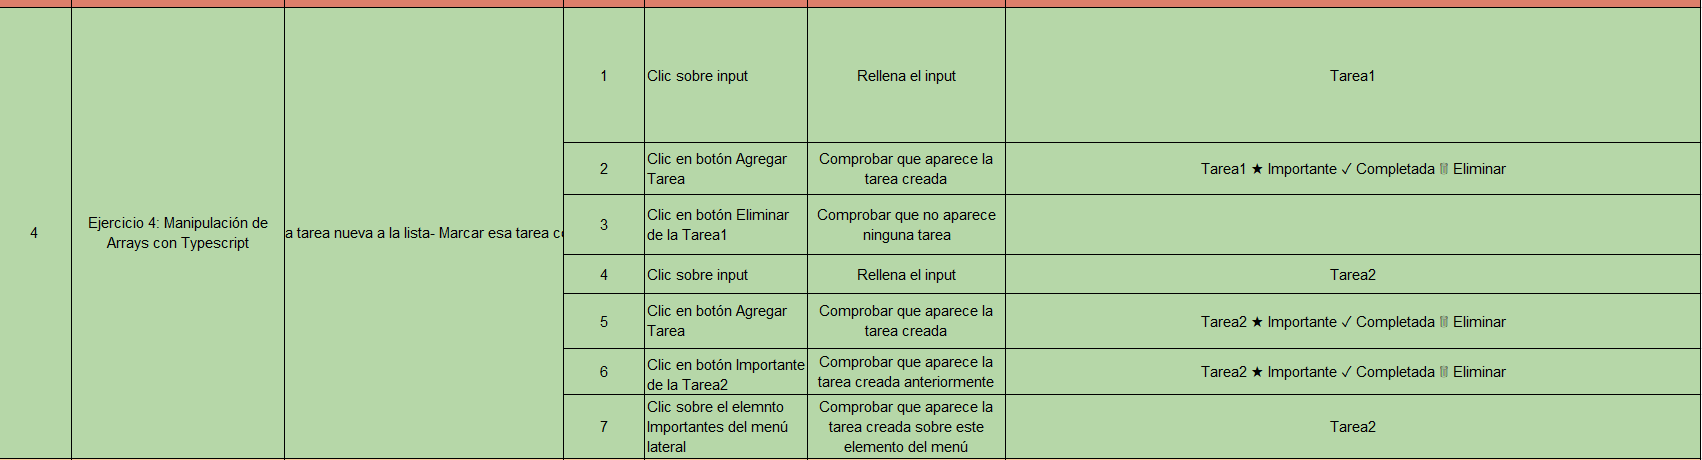 4
Ejercicio 4: Manipulación de
Arrays con Typescript
a tarea nueva a la lista- Marcar esa tarea co
1
Clic sobre input
Rellena el input
Tarea1
2
Clic en botón Agregar
Tarea
Comprobar que aparece la
tarea creada
Tarea1 ★ Importante ✓ Completada 🗑 Eliminar
3
Clic en botón Eliminar
de la Tarea1
Comprobar que no aparece
ninguna tarea
4
Clic sobre input
Rellena el input
Tarea2
5
Clic en botón Agregar
Tarea
Comprobar que aparece la
tarea creada
Tarea2 ★ Importante ✓ Completada 🗑 Eliminar
6
Clic en botón Importante
de la Tarea2
Comprobar que aparece la
tarea creada anteriormente
Tarea2 ★ Importante ✓ Completada 🗑 Eliminar
7
Clic sobre el elemnto
Importantes del menú
lateral
Comprobar que aparece la
tarea creada sobre este
elemento del menú
Tarea2